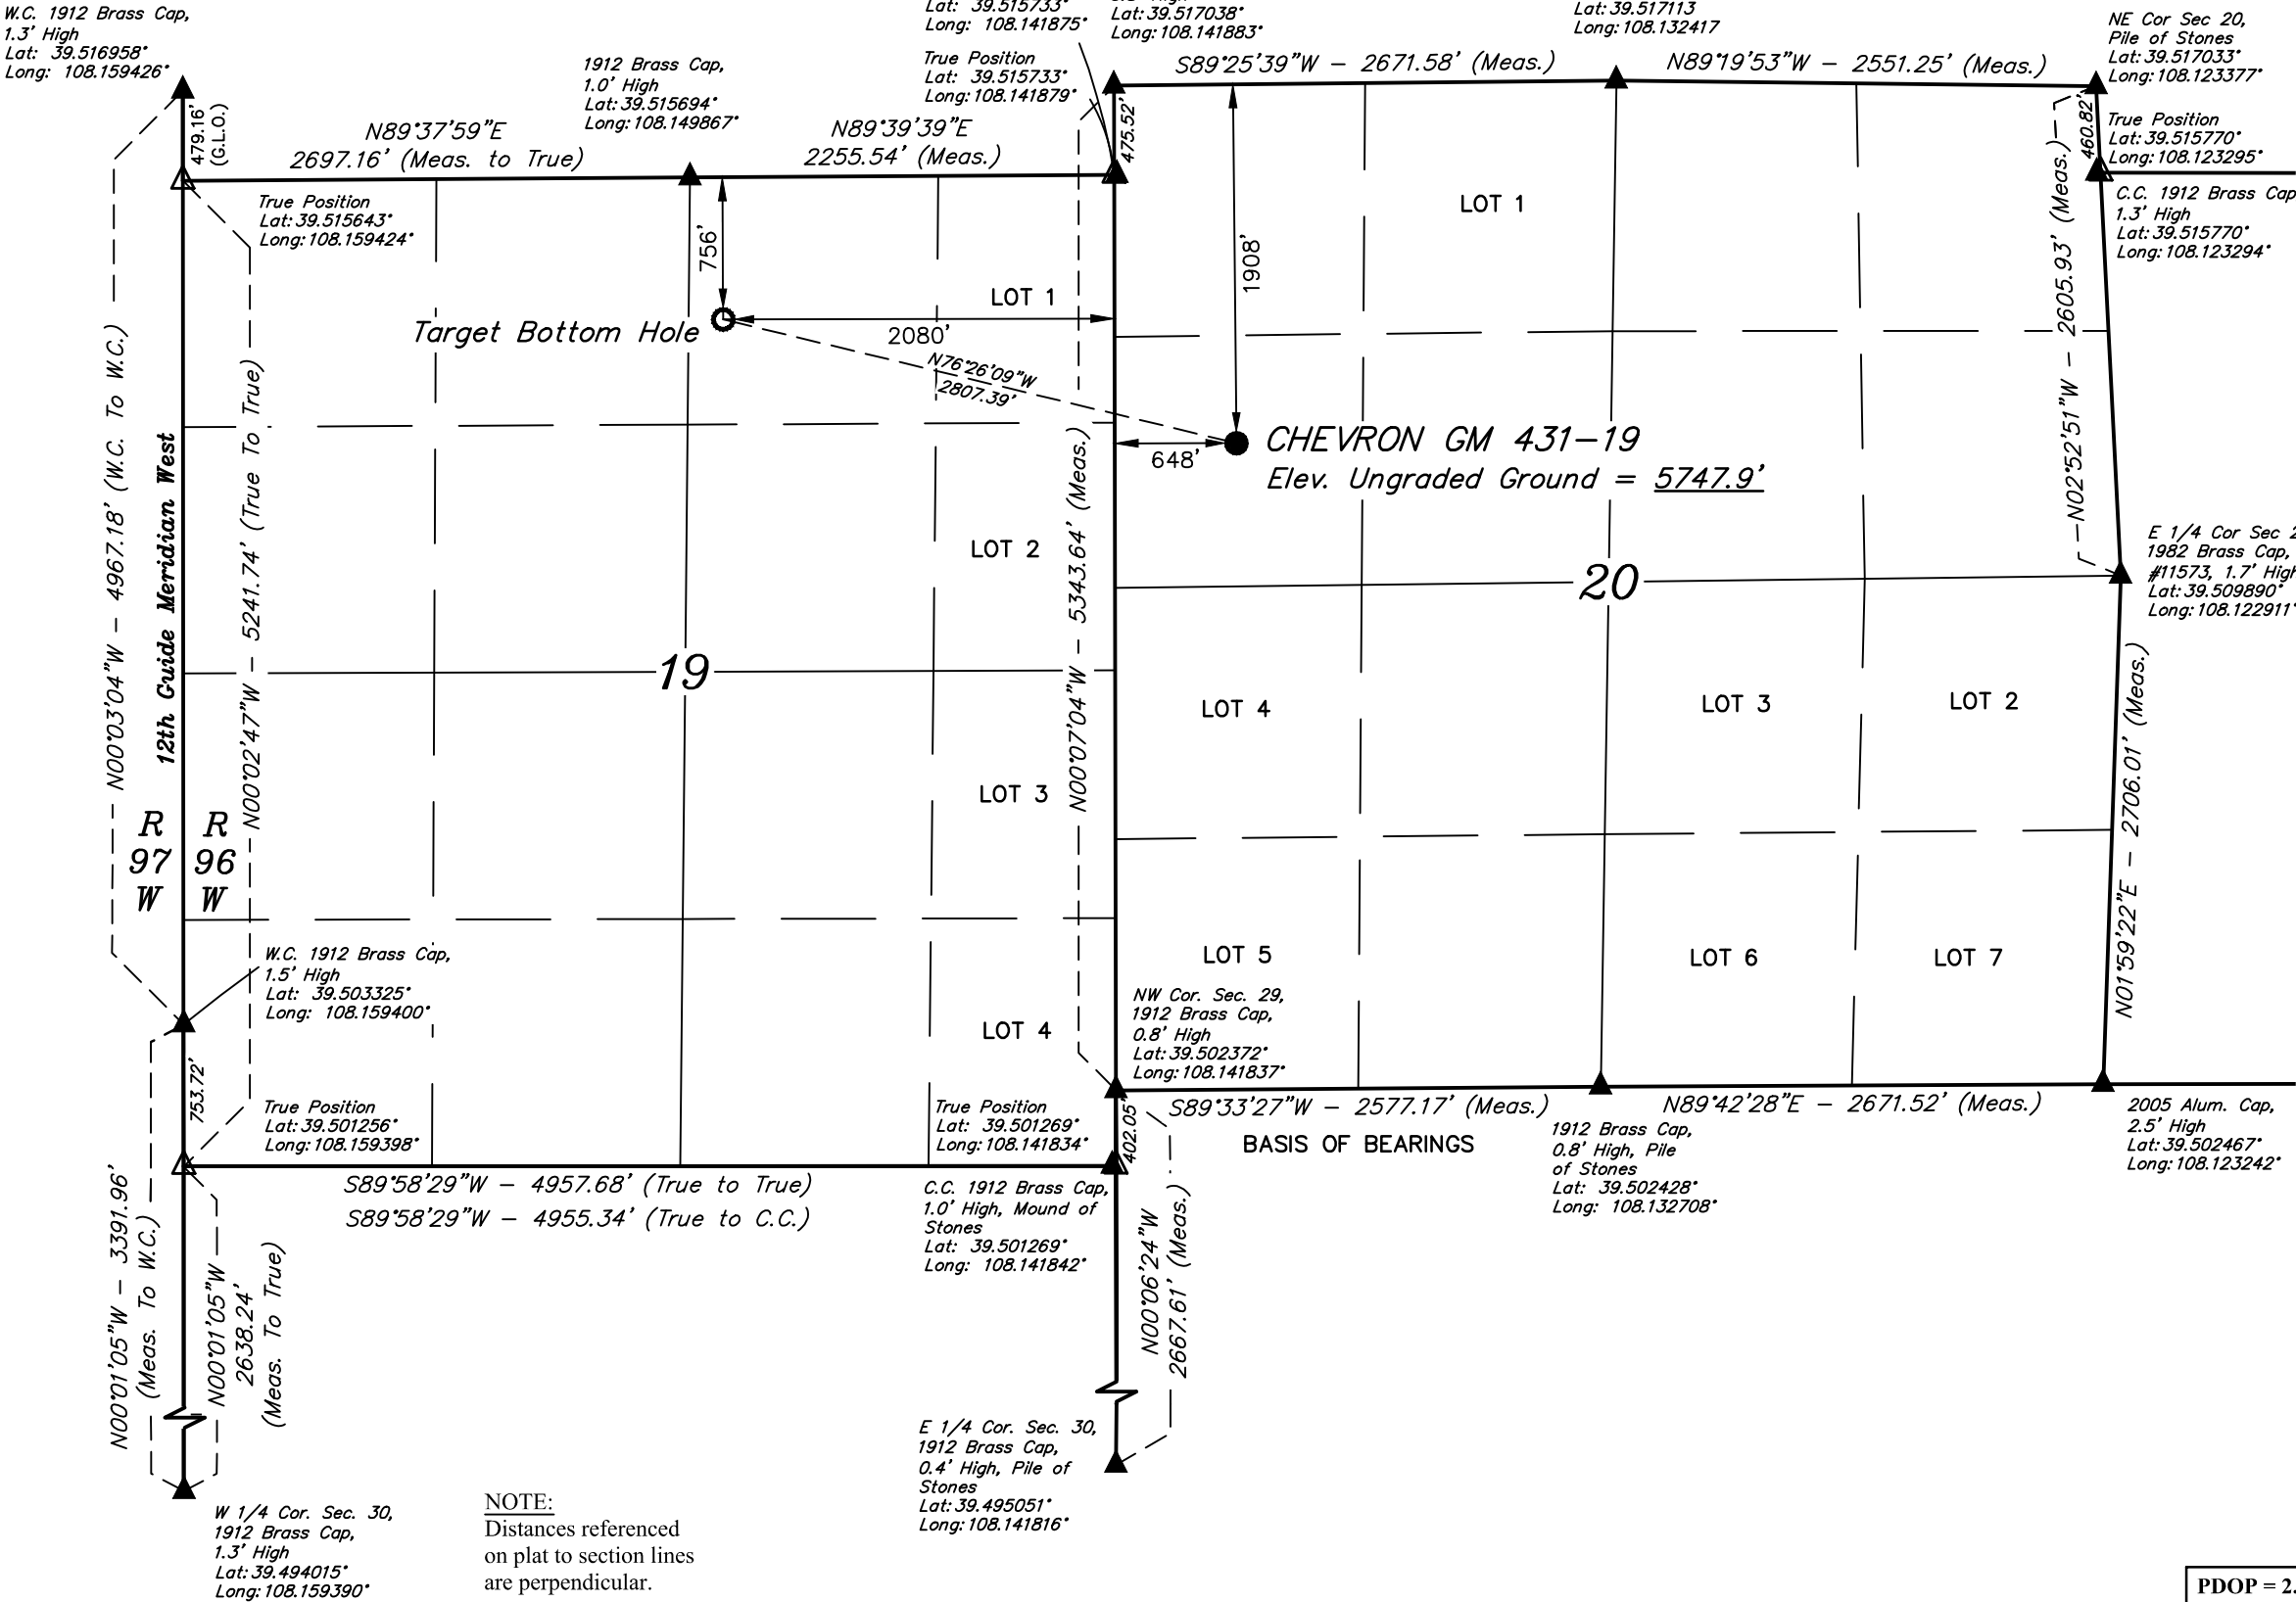 W.C. 1912 Brass Cap,
1.3' High
Lat: 39.516958°
Long: 108.159426°
479.16'
(G.L.O.)
N89°37'59"E
2697.16' (Meas. to True)
1912 Brass Cap,
1.0' High
Lat: 39.515694°
Long: 108.149867°
N89°39'39"E
2255.54' (Meas.)
Lat: 39.515733°
Long: 108.141875°
True Position
Lat: 39.515733°
Long: 108.141879°
Lat: 39.517038°
Long: 108.141883°
475.52'
S89°25'39"W - 2671.58' (Meas.)
Lat: 39.517113
Long: 108.132417
N89°19'53"W - 2551.25' (Meas.)
NE Cor Sec 20,
Pile of Stones
Lat: 39.517033°
Long: 108.123377°
460.82'
True Position
Lat: 39.515770°
Long: 108.123295°
C.C. 1912 Brass Cap
1.3' High
Lat: 39.515770°
Long: 108.123294°
True Position
Lat: 39.515643°
Long: 108.159424°
756'
LOT 1
Target Bottom Hole
2080'
N76°26'09"W
2807.39'
LOT 1
1908'
648'
CHEVRON GM 431-19
Elev. Ungraded Ground = 5747.9'
N02°52'51"W - 2605.93' (Meas.)
E 1/4 Cor Sec
1982 Brass Cap,
#11573, 1.7' High
Lat: 39.509890°
Long: 108.122911°
N00°03'04"W - 4967.18' (W.C. To W.C.)
12th Guide Meridian West
N00°02'47"W - 5241.74' (True To True)
N00°07'04"W - 5343.64' (Meas.)
LOT 2
19
20
LOT 3
LOT 4
LOT 4
LOT 3
LOT 2
LOT 5
LOT 6
LOT 7
N01°59'22"E - 2706.01' (Meas.)
R
97
W
R
96
W
W.C. 1912 Brass Cap,
1.5' High
Lat: 39.503325°
Long: 108.159400°
753.72'
True Position
Lat: 39.501256°
Long: 108.159398°
True Position
Lat: 39.501269°
Long: 108.141834°
NW Cor. Sec. 29,
1912 Brass Cap,
0.8' High
Lat: 39.502372°
Long: 108.141837°
402.05'
S89°33'27"W - 2577.17' (Meas.)
BASIS OF BEARINGS
N89°42'28"E - 2671.52' (Meas.)
1912 Brass Cap,
0.8' High, Pile
of Stones
Lat: 39.502428°
Long: 108.132708°
2005 Alum. Cap,
2.5' High
Lat: 39.502467°
Long: 108.123242°
S89°58'29"W - 4957.68' (True to True)
S89°58'29"W - 4955.34' (True to C.C.)
C.C. 1912 Brass Cap,
1.0' High, Mound of
Stones
Lat: 39.501269°
Long: 108.141842°
N00°01'05"W - 3391.96'
(Meas. To W.C.)
N00°01'05"W
2638.24'
(Meas. To True)
N00°06'24"W
2667.61' (Meas.)
E 1/4 Cor. Sec. 30,
1912 Brass Cap,
0.4' High, Pile of
Stones
Lat: 39.495051°
Long: 108.141816°
W 1/4 Cor. Sec. 30,
1912 Brass Cap,
1.3' High
Lat: 39.494015°
Long: 108.159390°
NOTE:
Distances referenced
on plat to section lines
are perpendicular.
PDOP = 2.